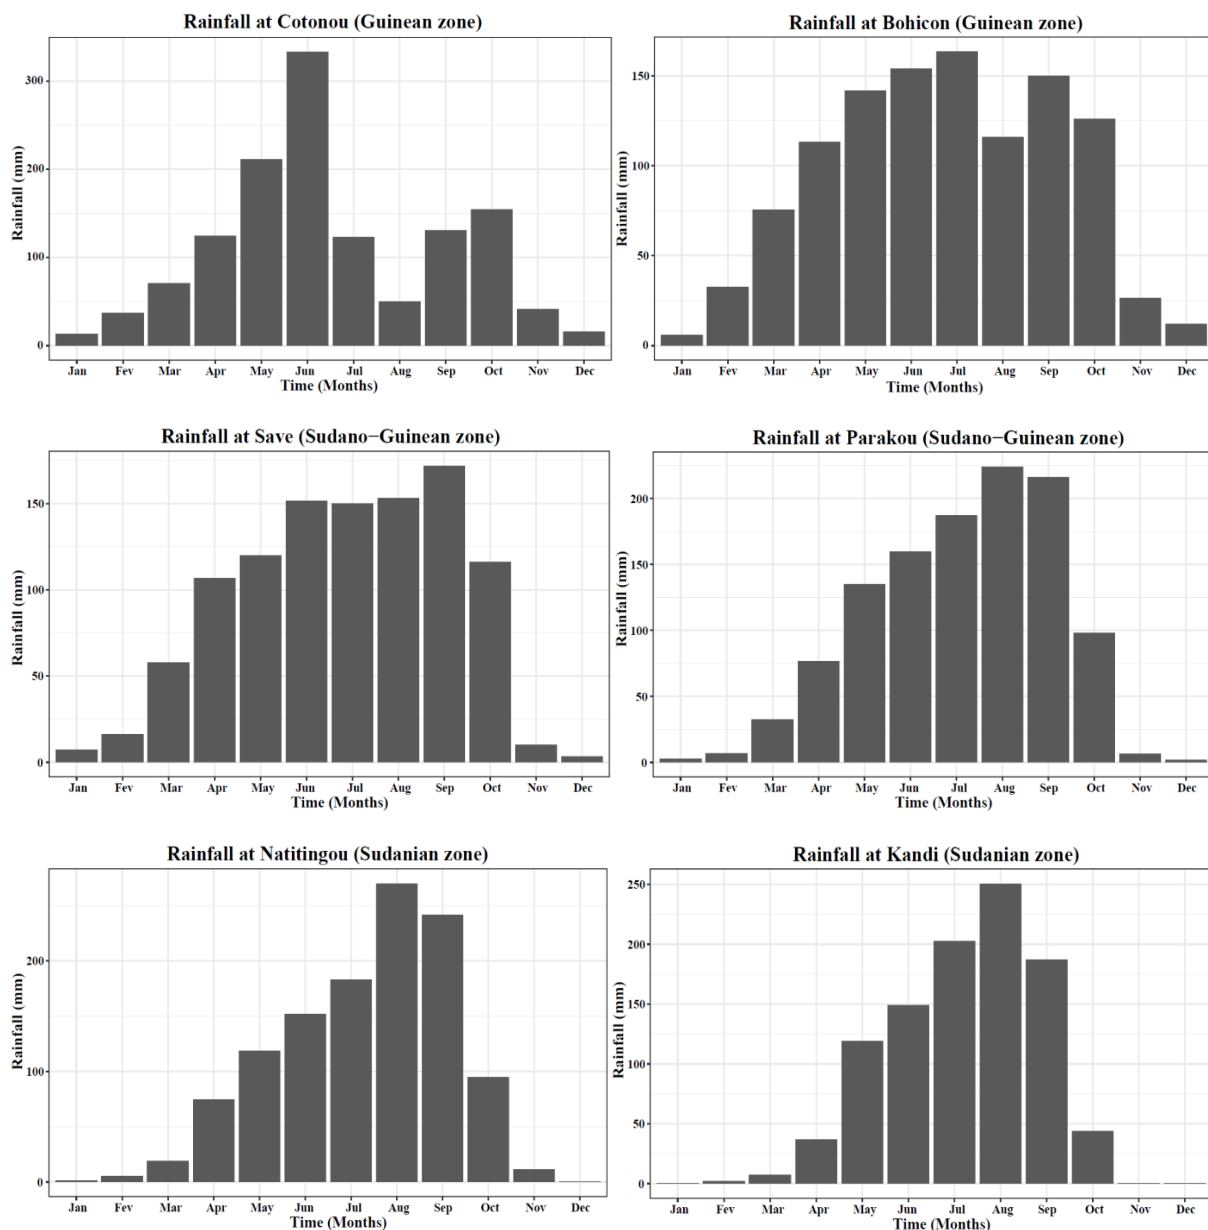 Rainfall at Cotonou (Guinean zone)
Rainfall (mm)
300
200
100
0
Jan Fev Mar Apr May Jun Jul Aug Sep Oct Nov Dec
Time (Months)
Rainfall at Bohicon (Guinean zone)
Rainfall (mm)
150
100
50
0
Jan Fev Mar Apr May Jun Jul Aug Sep Oct Nov Dec
Time (Months)
Rainfall at Save (Sudano−Guinean zone)
Rainfall (mm)
150
100
50
0
Jan Fev Mar Apr May Jun Jul Aug Sep Oct Nov Dec
Time (Months)
Rainfall at Parakou (Sudano−Guinean zone)
Rainfall (mm)
200
150
100
50
0
Jan Fev Mar Apr May Jun Jul Aug Sep Oct Nov Dec
Time (Months)
Rainfall at Natitingou (Sudanian zone)
Rainfall (mm)
200
100
0
Jan Fev Mar Apr May Jun Jul Aug Sep Oct Nov Dec
Time (Months)
Rainfall at Kandi (Sudanian zone)
Rainfall (mm)
250
200
150
100
50
0
Jan Fev Mar Apr May Jun Jul Aug Sep Oct Nov Dec
Time (Months)